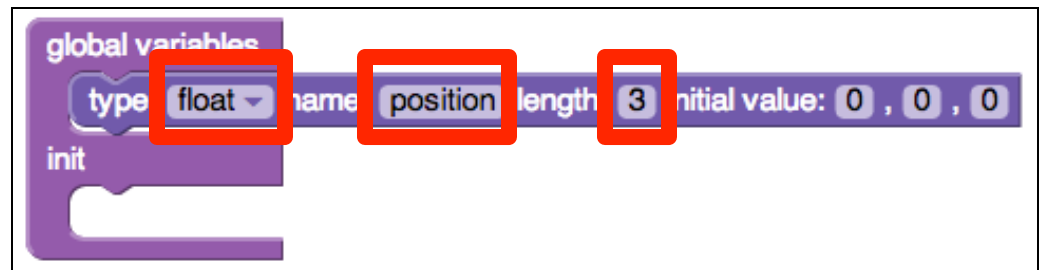 global variables
type float name position length 3 initial value: 0 , 0 , 0
init